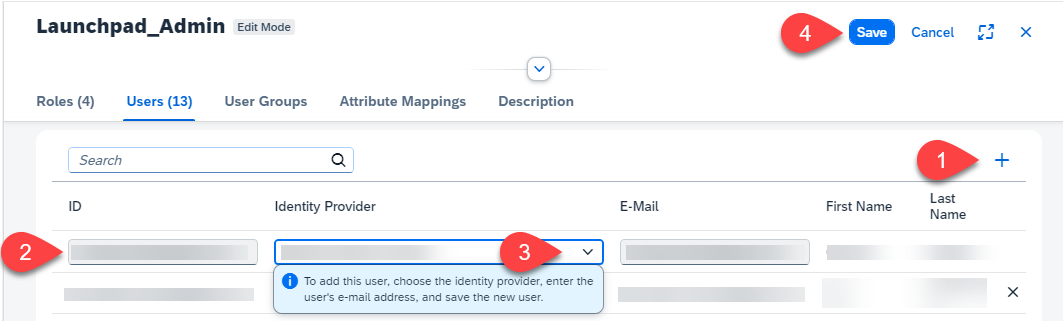 Launchpad_Admin Edit Mode
4 Save Cancel
Roles (4) Users (13) User Groups Attribute Mappings Description
Search
1
ID Identity Provider E-Mail First Name Last
Name
2 3
To add this user, choose the identity provider, enter the
user's e-mail address, and save the new user.